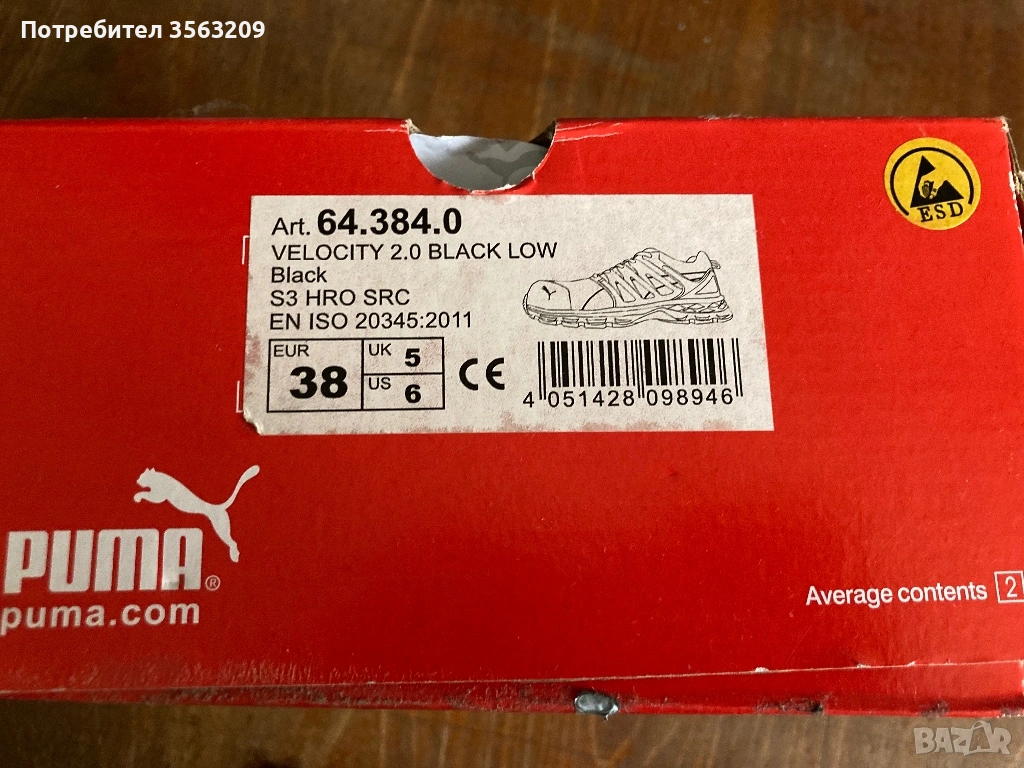 Потребител 3563209
ESD
Art. 64.384.0
VELOCITY 2.0 BLACK LOW
Black
S3 HRO SRC
EN ISO 20345:2011
EUR 38
UK 5
US 6
CE
4 051428 098946
PUMA®
puma.com
Average contents 2
BAZAR